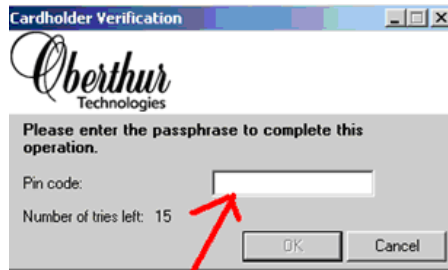 Cardholder Verification
Oberthur
Technologies
Please enter the passphrase to complete this
operation.
Pin code:
Number of tries left: 15
OK
Cancel